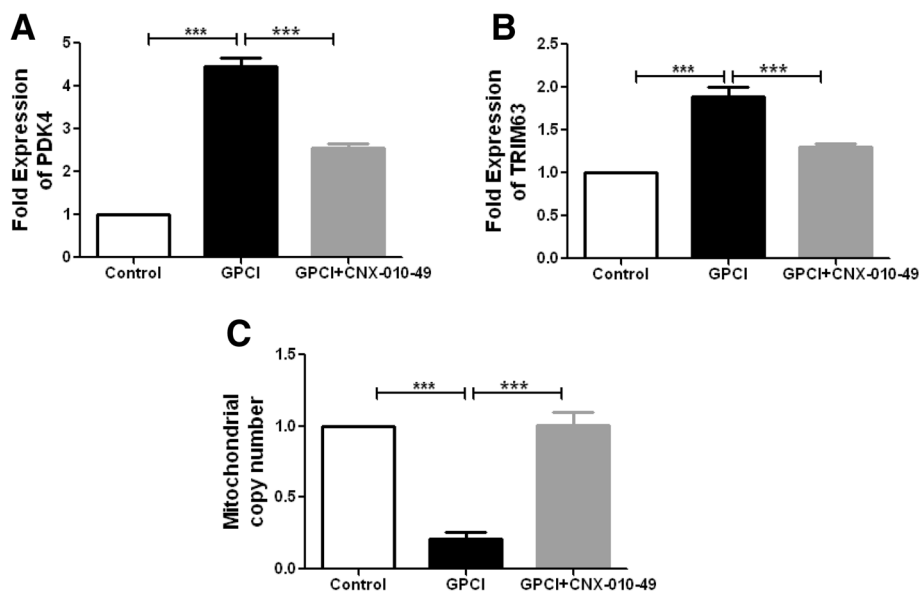 A
Fold Expression
of PDK4
5
4
3
2
1
0
***
***
Control
GPCI
GPCI+CNX-010-49
B
Fold Expression
of TRIM63
2.5
2.0
1.5
1.0
0.5
0.0
***
***
Control
GPCI
GPCI+CNX-010-49
C
Mitochondrial
copy number
1.5
1.0
0.5
0.0
***
***
Control
GPCI
GPCI+CNX-010-49